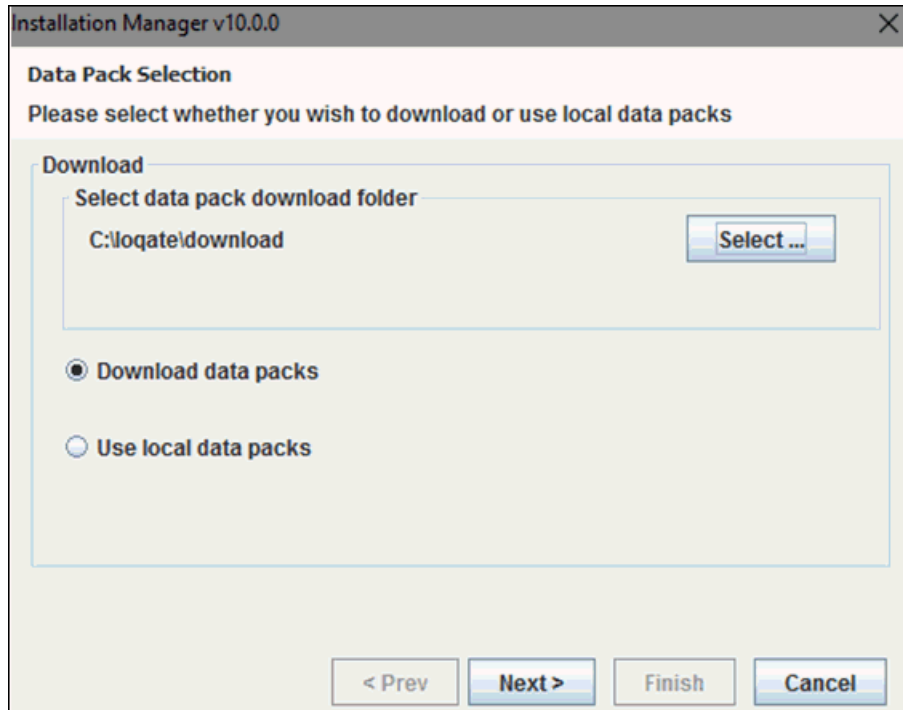 Installation Manager v10.0.0
Data Pack Selection
Please select whether you wish to download or use local data packs
Download
Select data pack download folder
C:\loqate\download
Select ...
Download data packs
Use local data packs
< Prev
Next >
Finish
Cancel